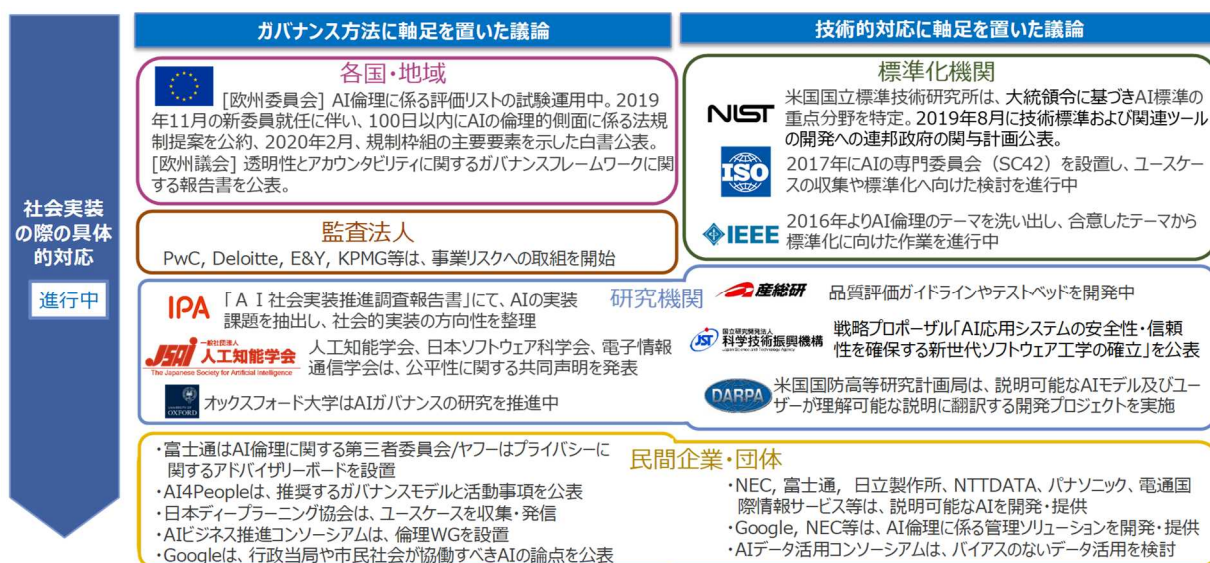 社会実装
の際の具体
的対応
進行中
ガバナンス方法に軸足を置いた議論
各国・地域
[欧州委員会] AI倫理に係る評価リストの試験運用中。2019
年11月の新委員就任に伴い、100日以内にAIの倫理的側面に係る法規
制提案を公約、2020年2月、規制枠組の主要要素を示した白書公表。
[欧州議会] 透明性とアカウンタビリティに関するガバナンスフレームワークに関
する報告書を公表。
監査法人
PwC, Deloitte, E&Y, KPMG等は、事業リスクへの取組を開始
技術的対応に軸足を置いた議論
標準化機関
NIST
米国国立標準技術研究所は、大統領令に基づきAI標準の
重点分野を特定。2019年8月に技術標準および関連ツール
の開発への連邦政府の関与計画公表。
ISO
2017年にAIの専門委員会（SC42）を設置し、ユースケー
スの収集や標準化へ向けた検討を進行中
IEEE
2016年よりAI倫理のテーマを洗い出し、合意したテーマから
標準化に向けた作業を進行中
研究機関
IPA
「ＡＩ社会実装推進調査報告書」にて、AIの実装
課題を抽出し、社会的実装の方向性を整理
JSAI
一般社団法人
人工知能学会
The Japanese Society for Artificial Intelligence
人工知能学会、日本ソフトウェア科学会、電子情報
通信学会は、公平性に関する共同声明を発表
UNIVERSITY OF
OXFORD
オックスフォード大学はAIガバナンスの研究を推進中
産総研
品質評価ガイドラインやテストベッドを開発中
JST
国立研究開発法人
科学技術振興機構
Japan Science and Technology Agency
戦略プロポーザル「AI応用システムの安全性・信頼
性を確保する新世代ソフトウェア工学の確立」を公表
DARPA
米国国防高等研究計画局は、説明可能なAIモデル及びユー
ザーが理解可能な説明に翻訳する開発プロジェクトを実施
民間企業・団体
・富士通はAI倫理に関する第三者委員会/ヤフーはプライバシーに
関するアドバイザリーボードを設置
・AI4Peopleは、推奨するガバナンスモデルと活動事項を公表
・日本ディープラーニング協会は、ユースケースを収集・発信
・AIビジネス推進コンソーシアムは、倫理WGを設置
・Googleは、行政当局や市民社会が協働すべきAIの論点を公表
・NEC, 富士通, 日立製作所、NTTDATA、パナソニック、電通国
際情報サービス等は、説明可能なAIを開発・提供
・Google, NEC等は、AI倫理に係る管理ソリューションを開発・提供
・AIデータ活用コンソーシアムは、バイアスのないデータ活用を検討